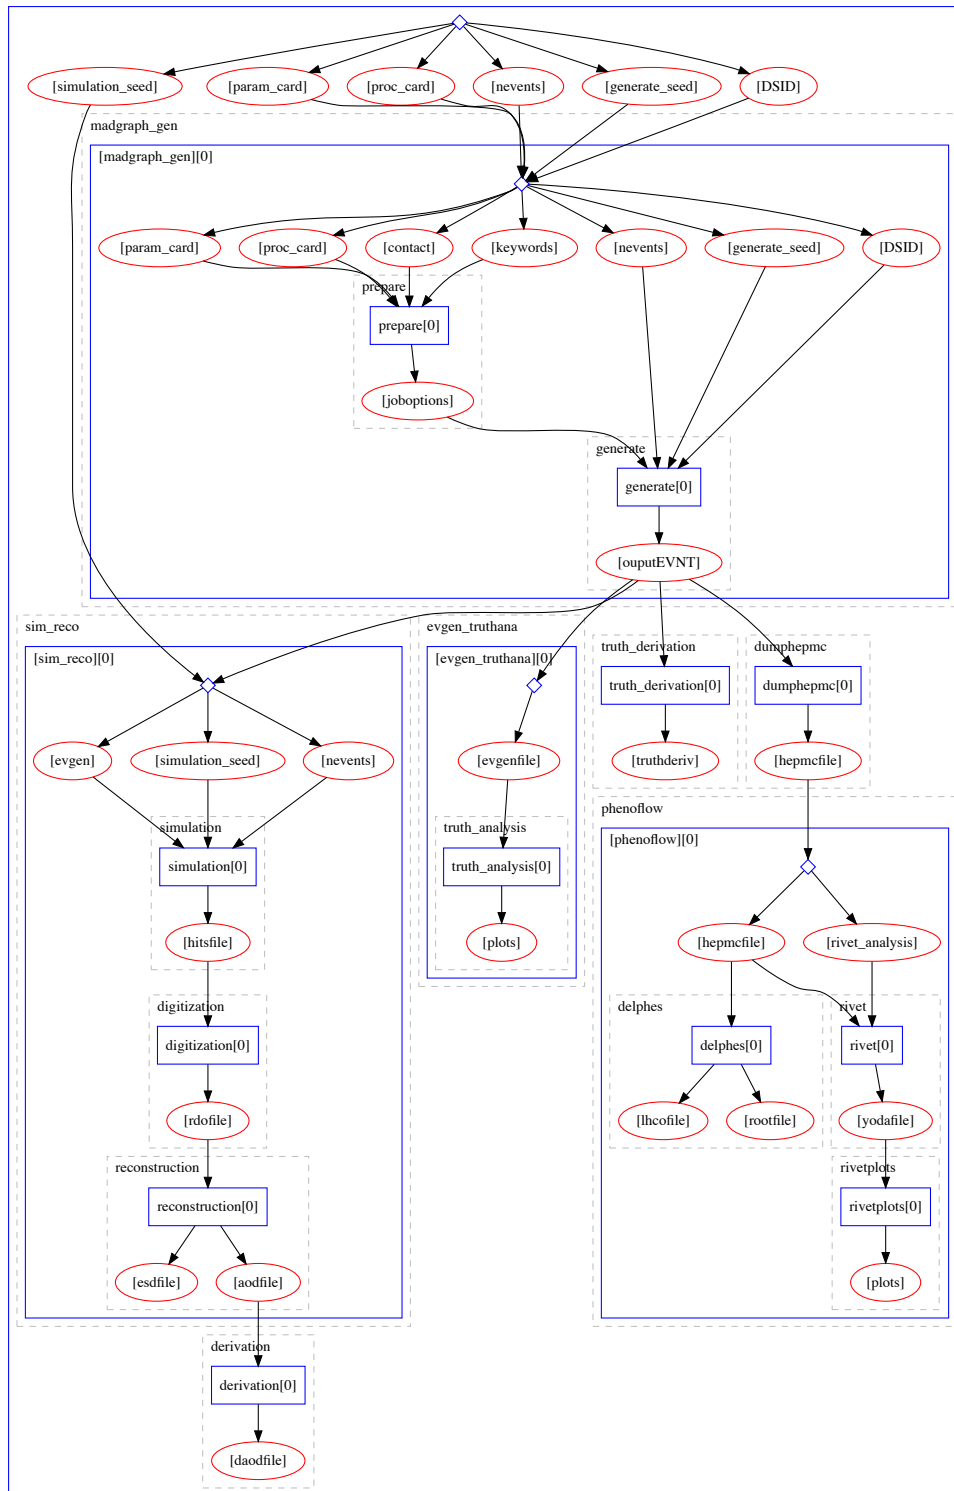 [simulation_seed]
[param_card]
[proc_card]
[nevents]
[generate_seed]
[DSID]
madgraph_gen
[madgraph_gen][0]
[param_card]
[proc_card]
[contact]
[keywords]
[nevents]
[generate_seed]
[DSID]
prepare
prepare[0]
[joboptions]
generate
generate[0]
[ouputEVNT]
sim_reco
[sim_reco][0]
[evgen]
[simulation_seed]
[nevents]
simulation
simulation[0]
[hitsfile]
digitization
digitization[0]
[rdofile]
reconstruction
reconstruction[0]
[esdfile]
[aodfile]
derivation
derivation[0]
[daodfile]
evgen_truthana
[evgen_truthana][0]
[evgenfile]
truth_analysis
truth_analysis[0]
[plots]
truth_derivation
truth_derivation[0]
[truthderiv]
dumphepmc
dumphepmc[0]
[hepmcfile]
phenoflow
[phenoflow][0]
[hepmcfile]
[rivet_analysis]
delphes
delphes[0]
[lhcofile]
[rootfile]
rivet
rivet[0]
[yodafile]
rivetplots
rivetplots[0]
[plots]